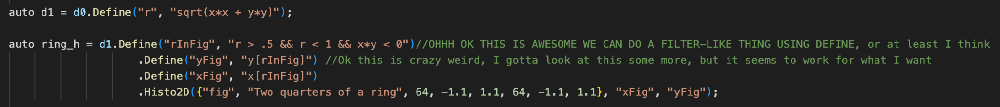 auto d1 = d0.Define("r", "sqrt(x*x + y*y)");
auto ring_h = d1.Define("rInFig", "r > .5 && r < 1 && x*y < 0")//OHHH OK THIS IS AWESOME WE CAN DO A FILTER-LIKE THING USING DEFINE, or at least I think
.Define("yFig", "y[rInFig]") //Ok this is crazy weird, I gotta look at this some more, but it seems to work for what I want
.Define("xFig", "x[rInFig]")
.Histo2D({"fig", "Two quarters of a ring", 64, -1.1, 1.1, 64, -1.1, 1.1}, "xFig", "yFig");